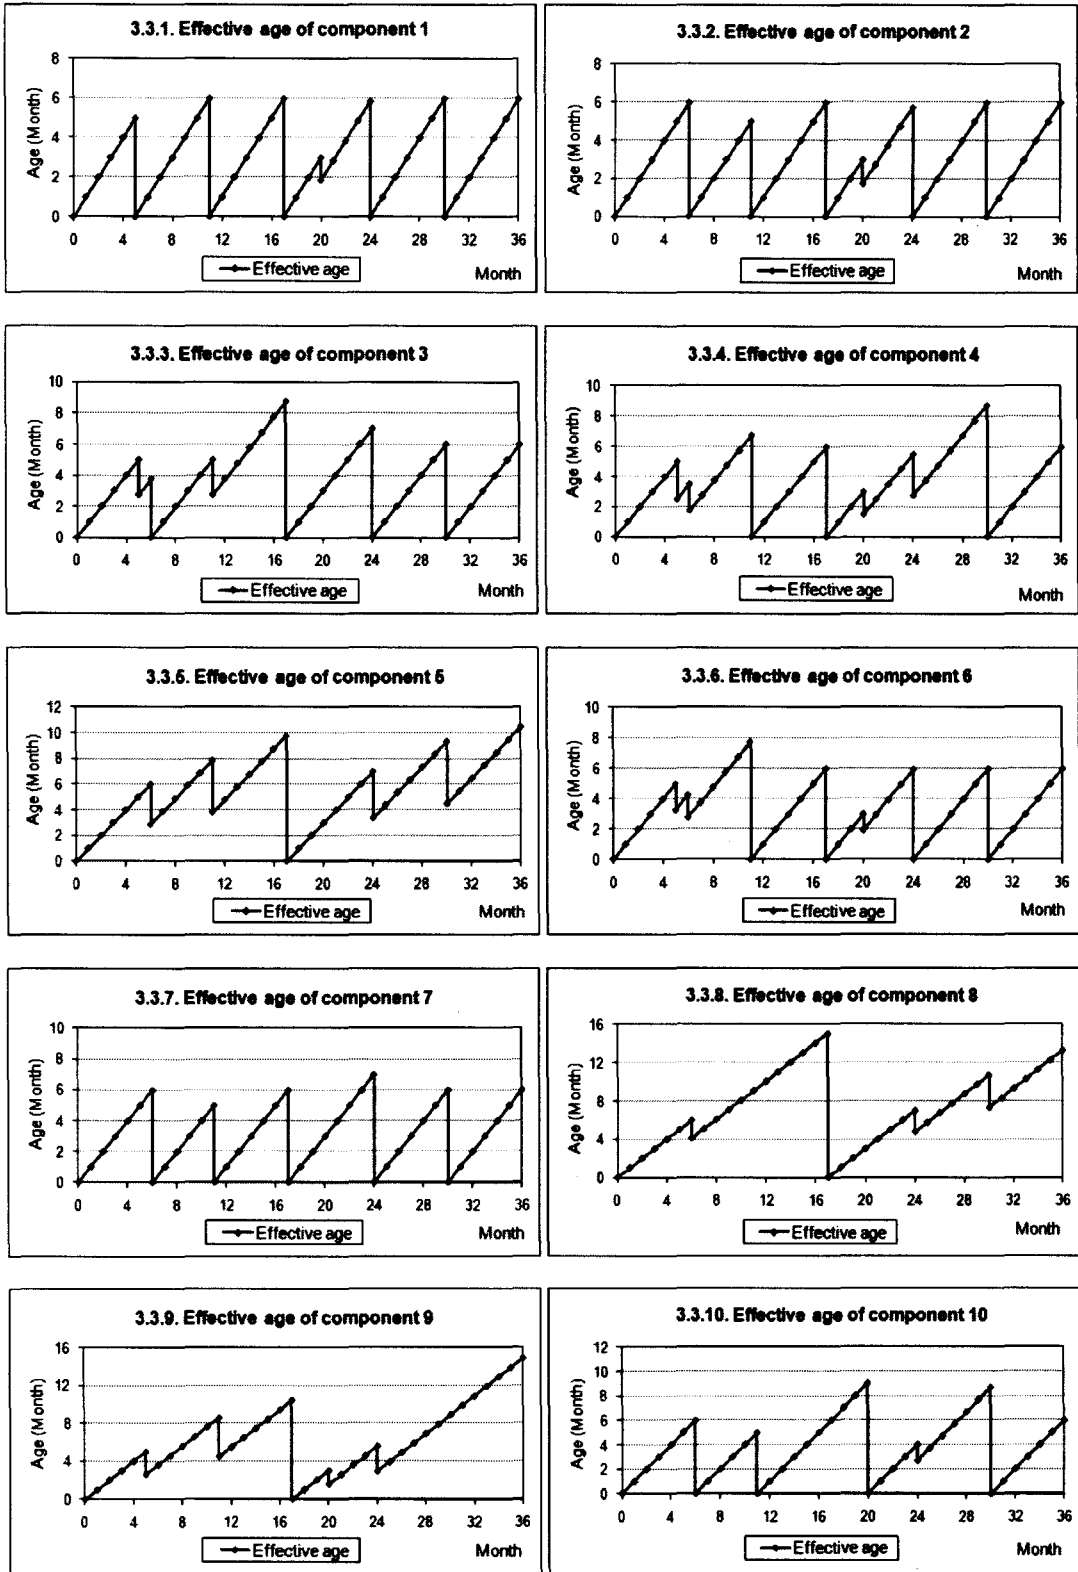 3.3.1. Effective age of component 1
Age (Month)
8
6
4
2
0
0 4 8 12 16 20 24 28 32 36
Effective age
Month
3.3.2. Effective age of component 2
Age (Month)
8
6
4
2
0
0 4 8 12 16 20 24 28 32 36
Effective age
Month
3.3.3. Effective age of component 3
Age (Month)
10
8
6
4
2
0
0 4 8 12 16 20 24 28 32 36
Effective age
Month
3.3.4. Effective age of component 4
Age (Month)
10
8
6
4
2
0
0 4 8 12 16 20 24 28 32 36
Effective age
Month
3.3.5. Effective age of component 5
Age (Month)
12
10
8
6
4
2
0
0 4 8 12 16 20 24 28 32 36
Effective age
Month
3.3.6. Effective age of component 6
Age (Month)
10
8
6
4
2
0
0 4 8 12 16 20 24 28 32 36
Effective age
Month
3.3.7. Effective age of component 7
Age (Month)
10
8
6
4
2
0
0 4 8 12 16 20 24 28 32 36
Effective age
Month
3.3.8. Effective age of component 8
Age (Month)
16
12
8
4
0
0 4 8 12 16 20 24 28 32 36
Effective age
Month
3.3.9. Effective age of component 9
Age (Month)
16
12
8
4
0
0 4 8 12 16 20 24 28 32 36
Effective age
Month
3.3.10. Effective age of component 10
Age (Month)
12
10
8
6
4
2
0
0 4 8 12 16 20 24 28 32 36
Effective age
Month